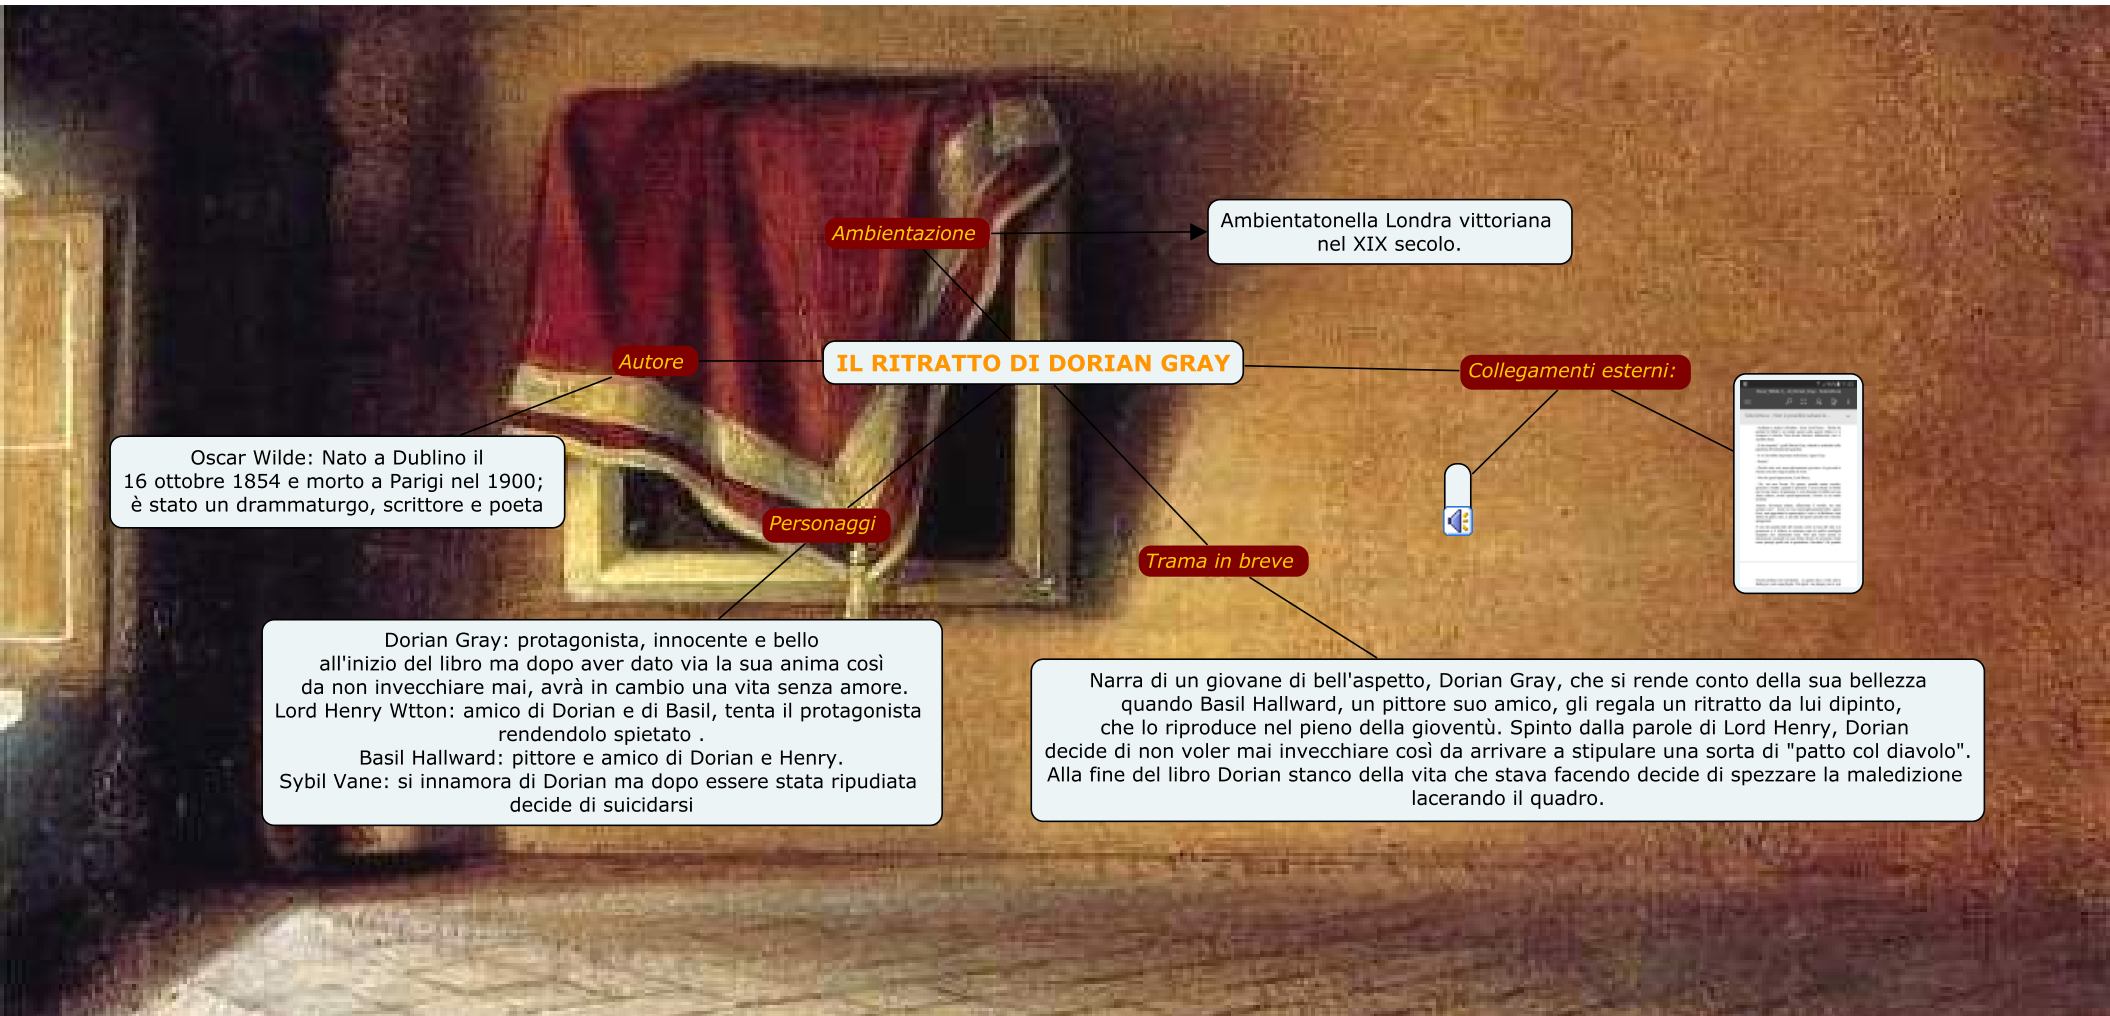 Ambientazione
Ambientatonella Londra vittoriana
nel XIX secolo.
Autore
IL RITRATTO DI DORIAN GRAY
Collegamenti esterni:
Oscar Wilde: Nato a Dublino il
16 ottobre 1854 e morto a Parigi nel 1900;
è stato un drammaturgo, scrittore e poeta
Personaggi
Trama in breve
Dorian Gray: protagonista, innocente e bello
all'inizio del libro ma dopo aver dato via la sua anima così
da non invecchiare mai, avrà in cambio una vita senza amore.
Lord Henry Wtton: amico di Dorian e di Basil, tenta il protagonista
rendendolo spietato .
Basil Hallward: pittore e amico di Dorian e Henry.
Sybil Vane: si innamora di Dorian ma dopo essere stata ripudiata
decide di suicidarsi
Narra di un giovane di bell'aspetto, Dorian Gray, che si rende conto della sua bellezza
quando Basil Hallward, un pittore suo amico, gli regala un ritratto da lui dipinto,
che lo riproduce nel pieno della gioventù. Spinto dalla parole di Lord Henry, Dorian
decide di non voler mai invecchiare così da arrivare a stipulare una sorta di "patto col diavolo".
Alla fine del libro Dorian stanco della vita che stava facendo decide di spezzare la maledizione
lacerando il quadro.